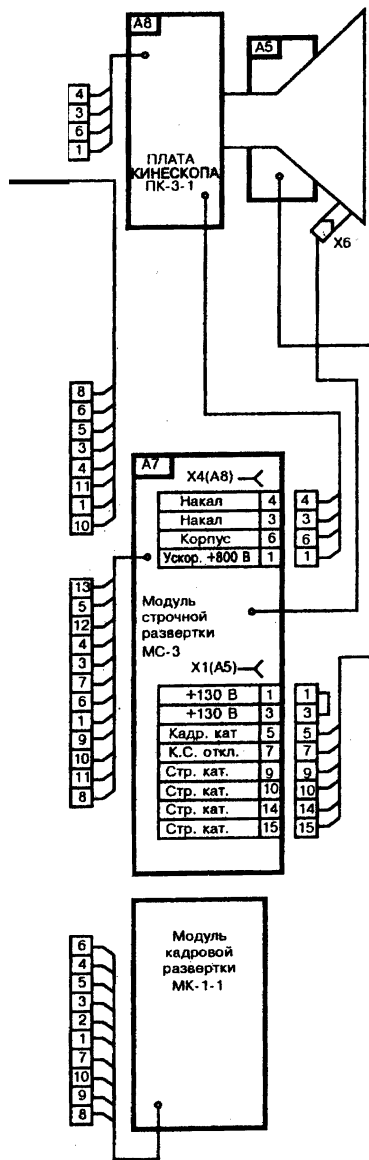 A8
A5
4
3
6
1
ПЛАТА
КИНЕСКОПА
ПК-3-1
X6
8
6
5
3
4
11
1
10
A7
X4(A8)
Накал 4 4
Накал 3 3
Корпус 6 6
Ускор. +800 В 1 1
13
5
12
4
3
7
6
1
9
10
11
8
Модуль
строчной
развертки
МС-3
X1(A5)
+130 В 1 1
+130 В 3 3
Кадр. кат 5 5
К.С. откл. 7 7
Стр. кат. 9 9
Стр. кат. 10 10
Стр. кат. 14 14
Стр. кат. 15 15
6
4
5
3
2
1
7
10
9
8
Модуль
кадровой
развертки
МК-1-1